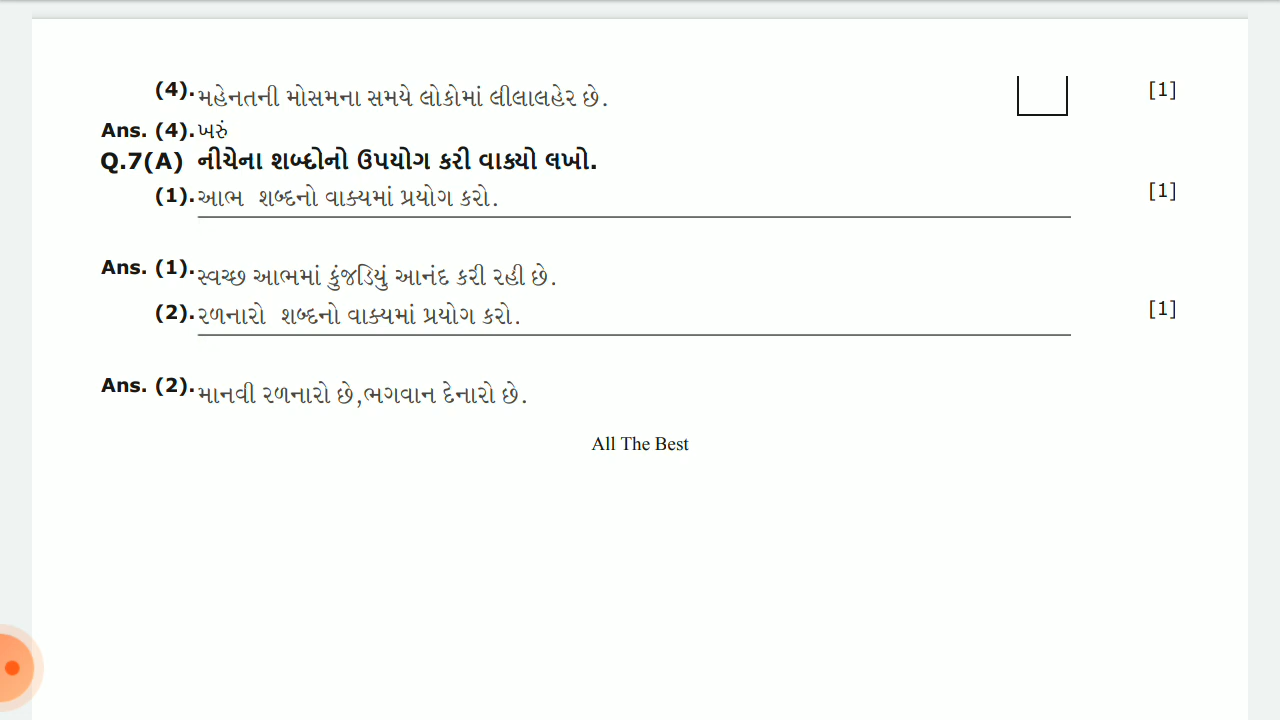 (4). મહેનતની મોસમના સમયે લોકોમાં લીલાલહેર છે. [1]
Ans. (4). ખરું
Q.7(A) નીચેના શબ્દોનો ઉપયોગ કરી વાક્યો લખો.
(1). આભ શબ્દનો વાક્યમાં પ્રયોગ કરો. [1]
Ans. (1). સ્વચ્છ આભમાં કુંજડિયું આનંદ કરી રહી છે.
(2). રળનારો શબ્દનો વાક્યમાં પ્રયોગ કરો. [1]
Ans. (2). માનવી રળનારો છે,ભગવાન દેનારો છે.
All The Best